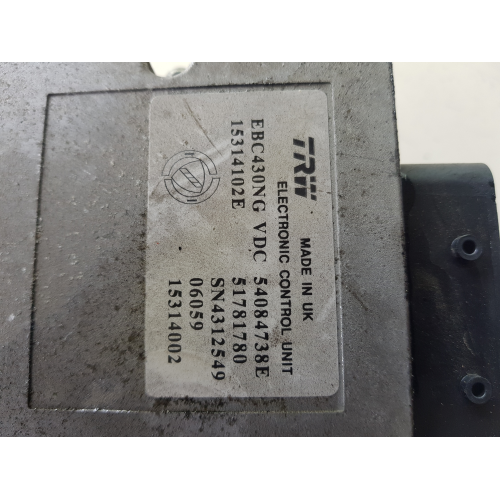 TRW MADE IN UK
ELECTRONIC CONTROL UNIT
EBC430NG VDC 54084738E
15314102E 51781780
SN4312549
06059
15314002